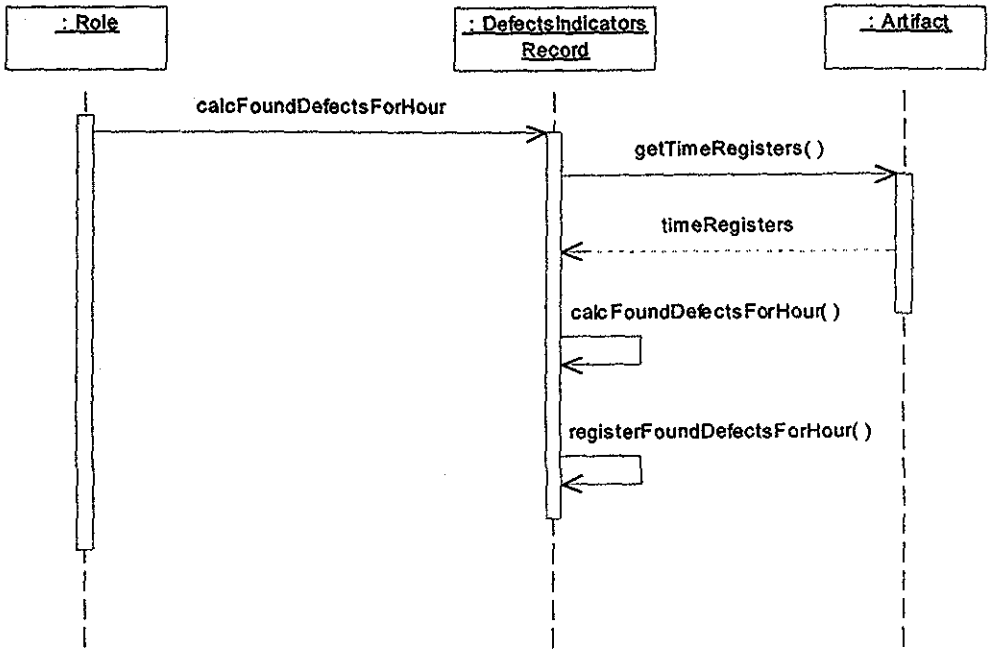 : Role
: DefectsIndicators
Record
: Artifact
calcFoundDefectsForHour
getTimeRegisters( )
timeRegisters
calcFoundDefectsForHour( )
registerFoundDefectsForHour( )